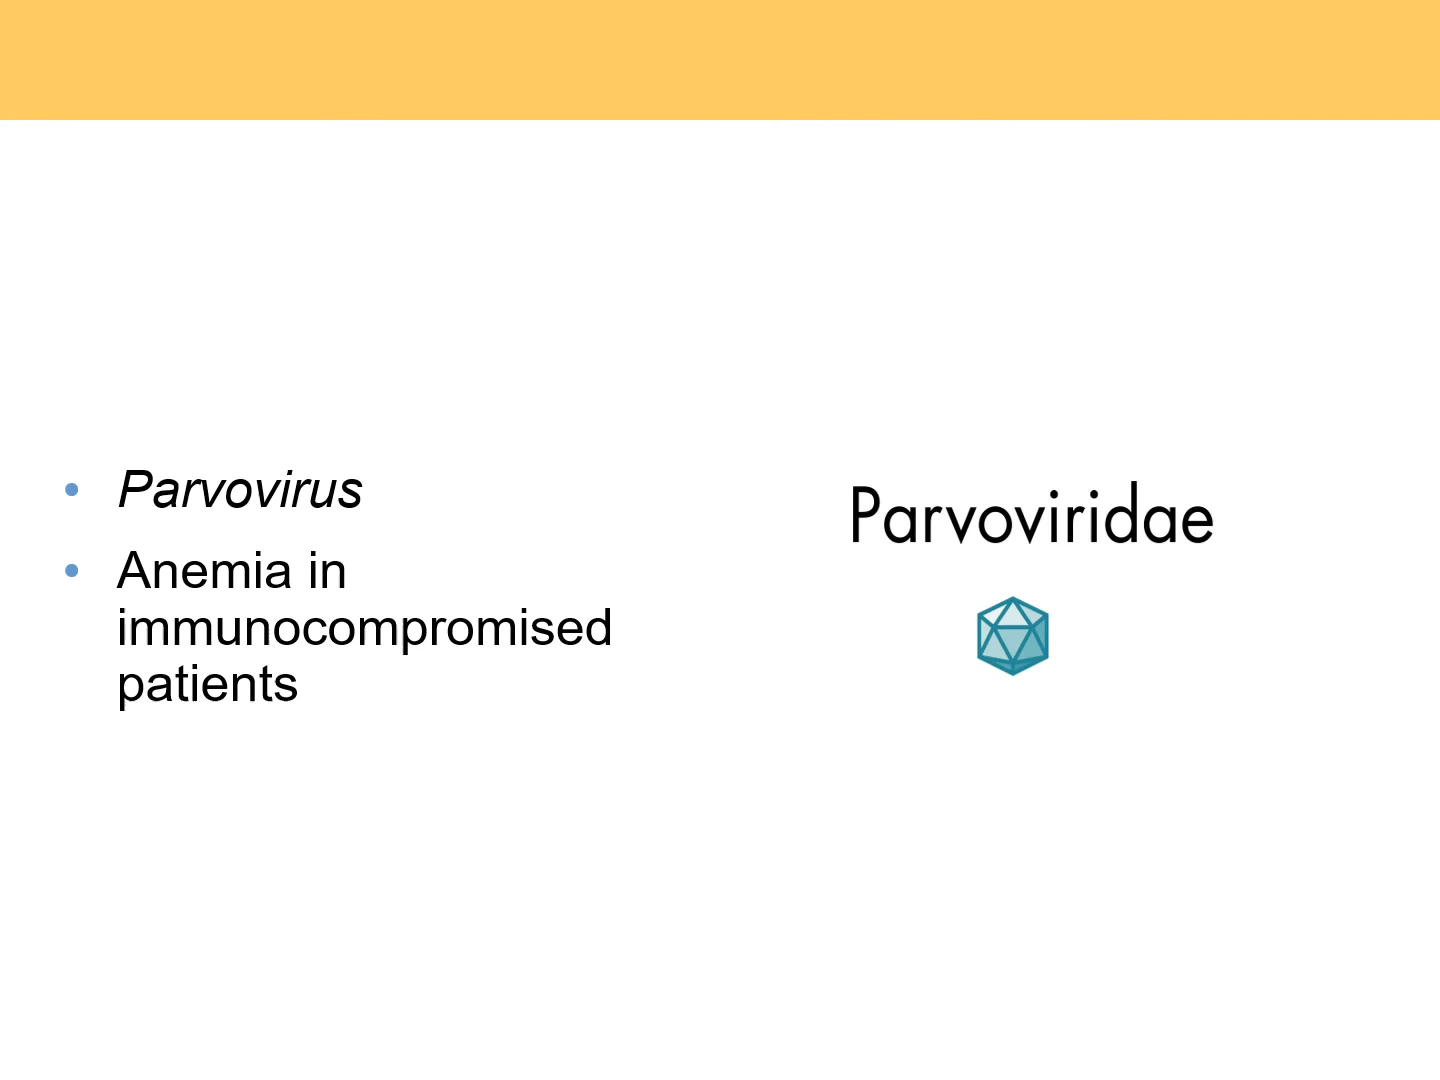 • Parvovirus
• Anemia in
immunocompromised
patients
Parvoviridae